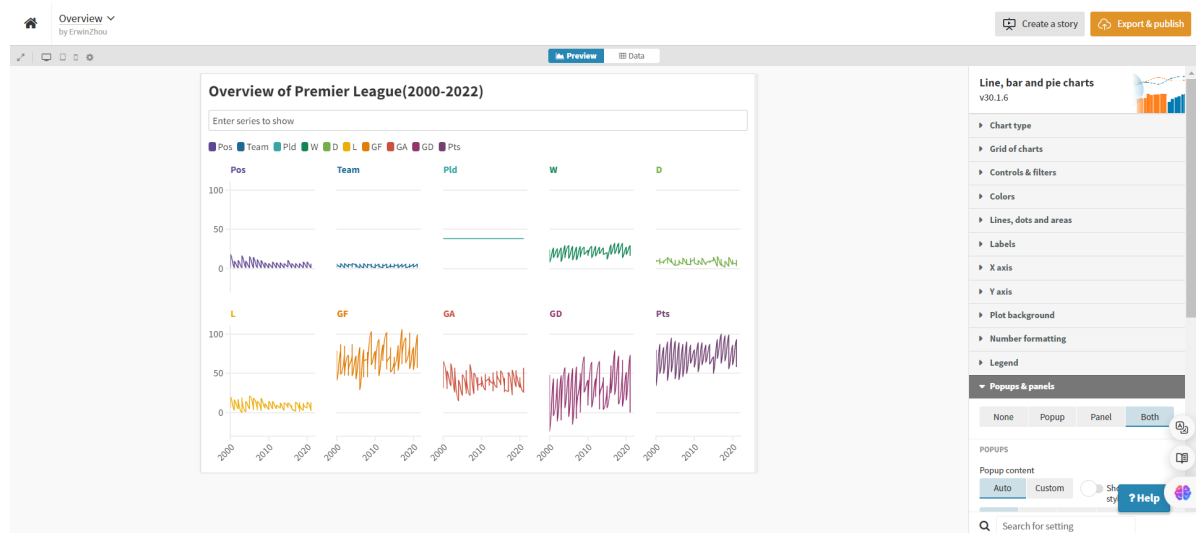 Overview
by ErwinZhou
Create a story
Export & publish
Preview
Data
Overview of Premier League(2000-2022)
Enter series to show
Pos Team Pld W D L GF GA GD Pts
Pos Team Pld W D
100
50
0
L GF GA GD Pts
100
50
0
2000 2010 2020 2000 2010 2020 2000 2010 2020 2000 2010 2020 2000 2010 2020
Line, bar and pie charts
v30.1.6
Chart type
Grid of charts
Controls & filters
Colors
Lines, dots and areas
Labels
X axis
Y axis
Plot background
Number formatting
Legend
Popups & panels
None Popup Panel Both
POPUPS
Popup content
Auto Custom
? Help
Search for setting